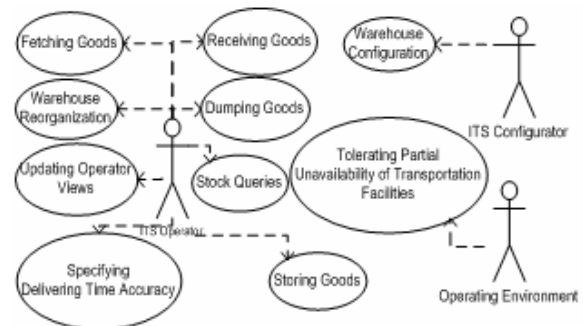 Fetching Goods
Receiving Goods
Warehouse
Configuration
Warehouse
Reorganization
Dumping Goods
ITS Configurator
Updating Operator
Views
Stock Queries
Tolerating Partial
Unavailability of Transportation
Facilities
ITS Operator
Specifying
Delivering Time Accuracy
Storing Goods
Operating Environment